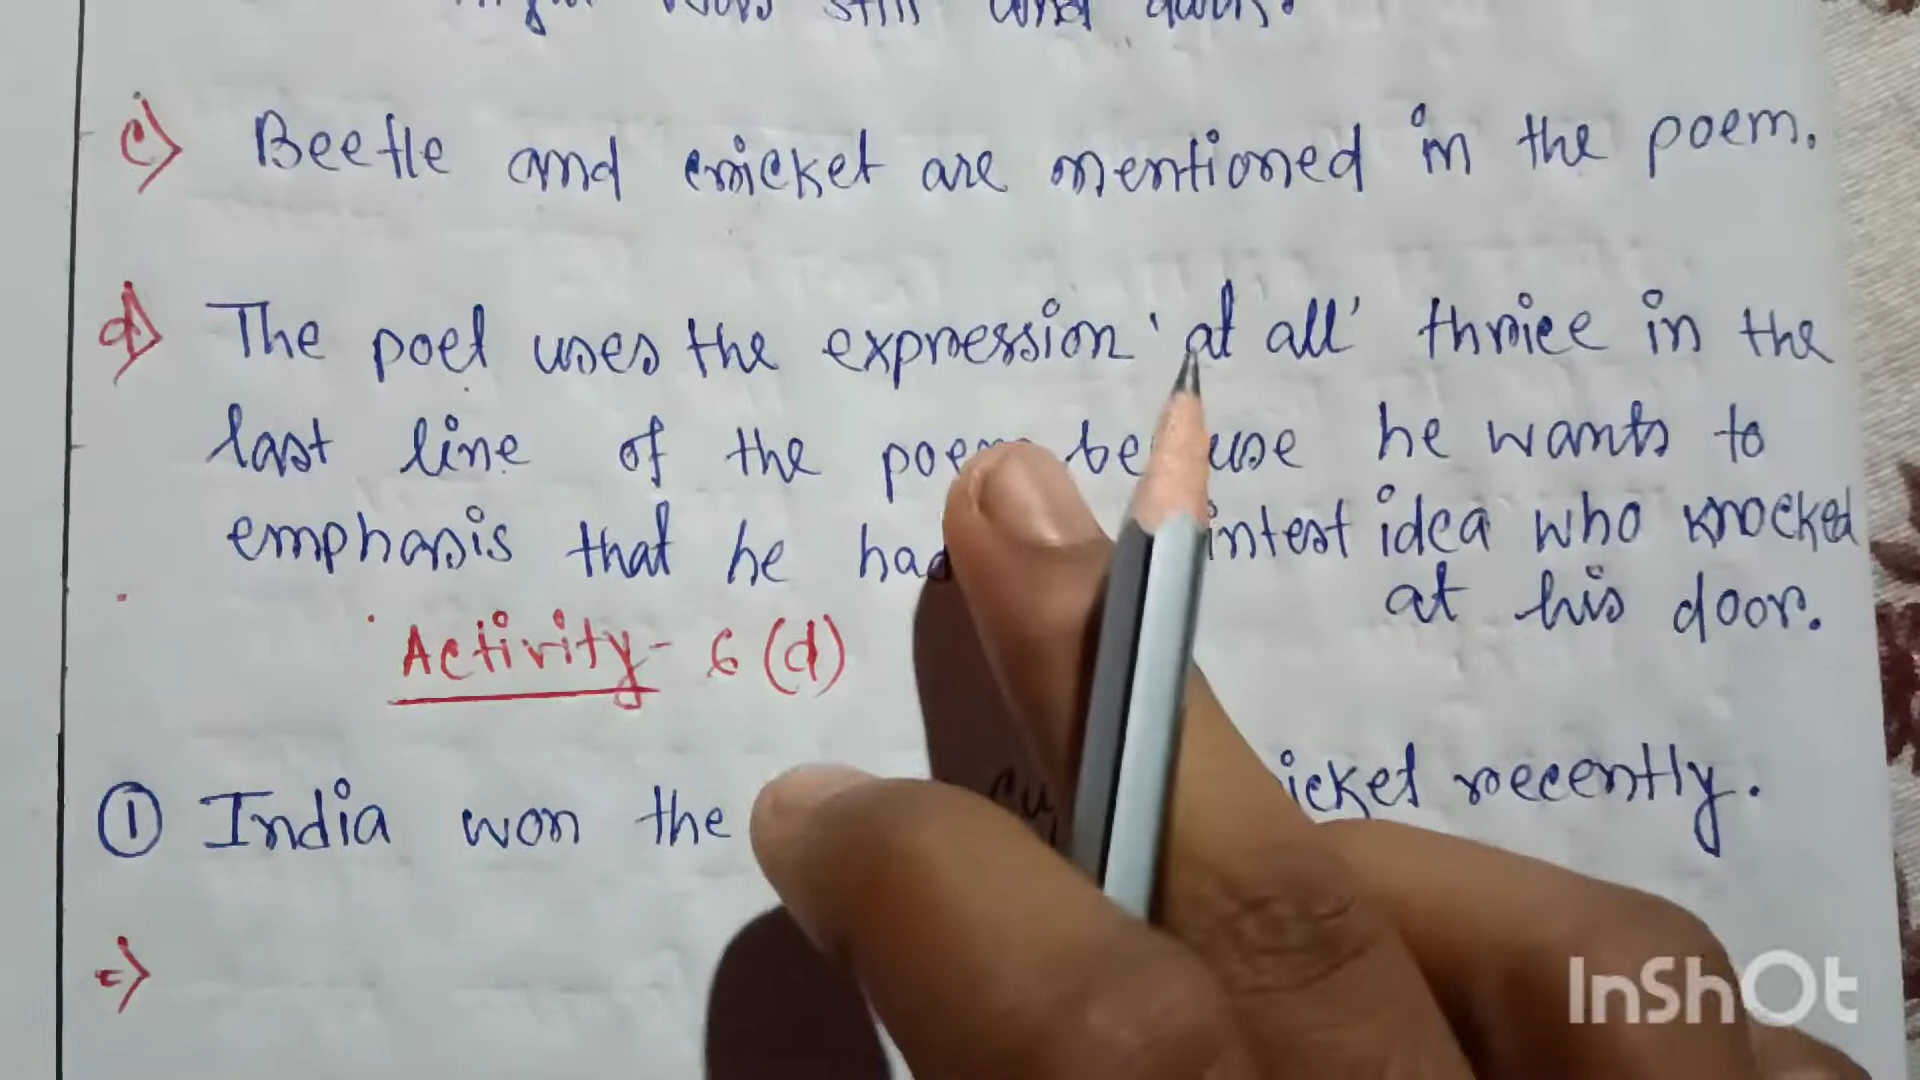 c) Beetle and cricket are mentioned in the poem.
d) The poet uses the expression 'at all' thrice in the
last line of the poem because he wants to
emphasis that he had idea who knocked
at his door.
Activity - 6 (d)
① India won the recently.
=>
InShOt